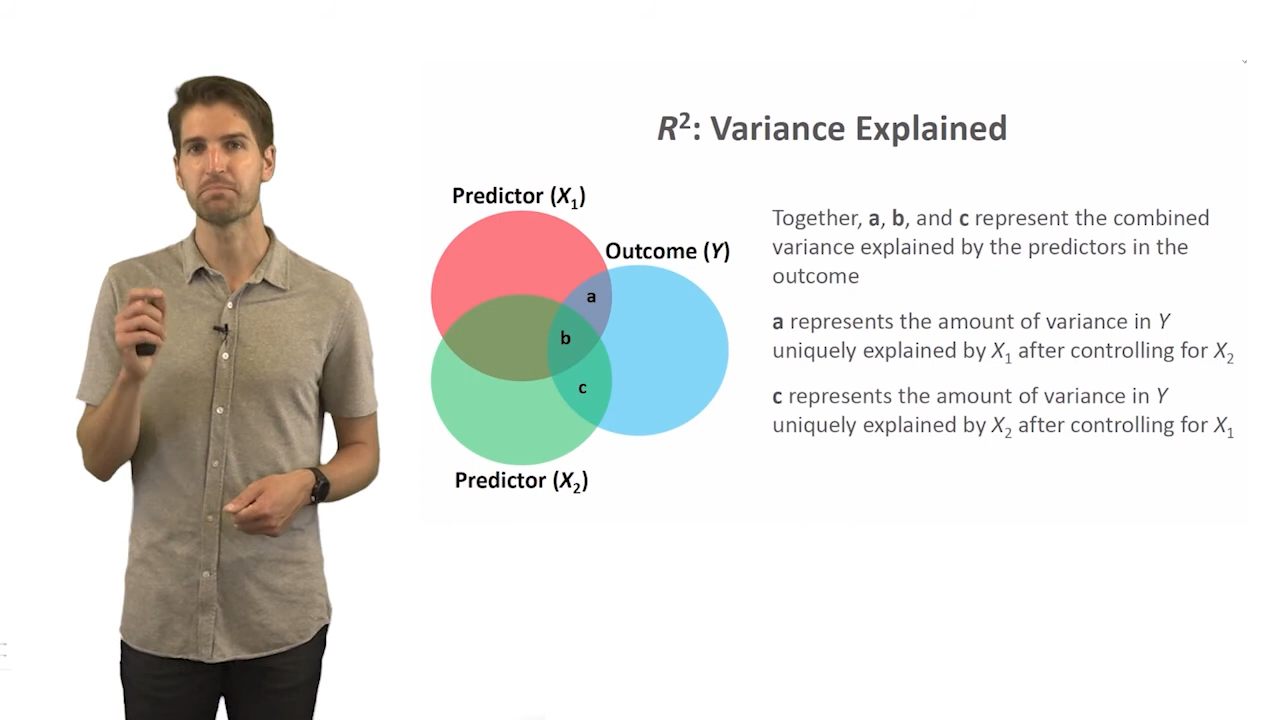 R²: Variance Explained
Predictor (X₁)
Outcome (Y)
a
b
c
Predictor (X₂)
Together, a, b, and c represent the combined
variance explained by the predictors in the
outcome
a represents the amount of variance in Y
uniquely explained by X₁ after controlling for X₂
c represents the amount of variance in Y
uniquely explained by X₂ after controlling for X₁